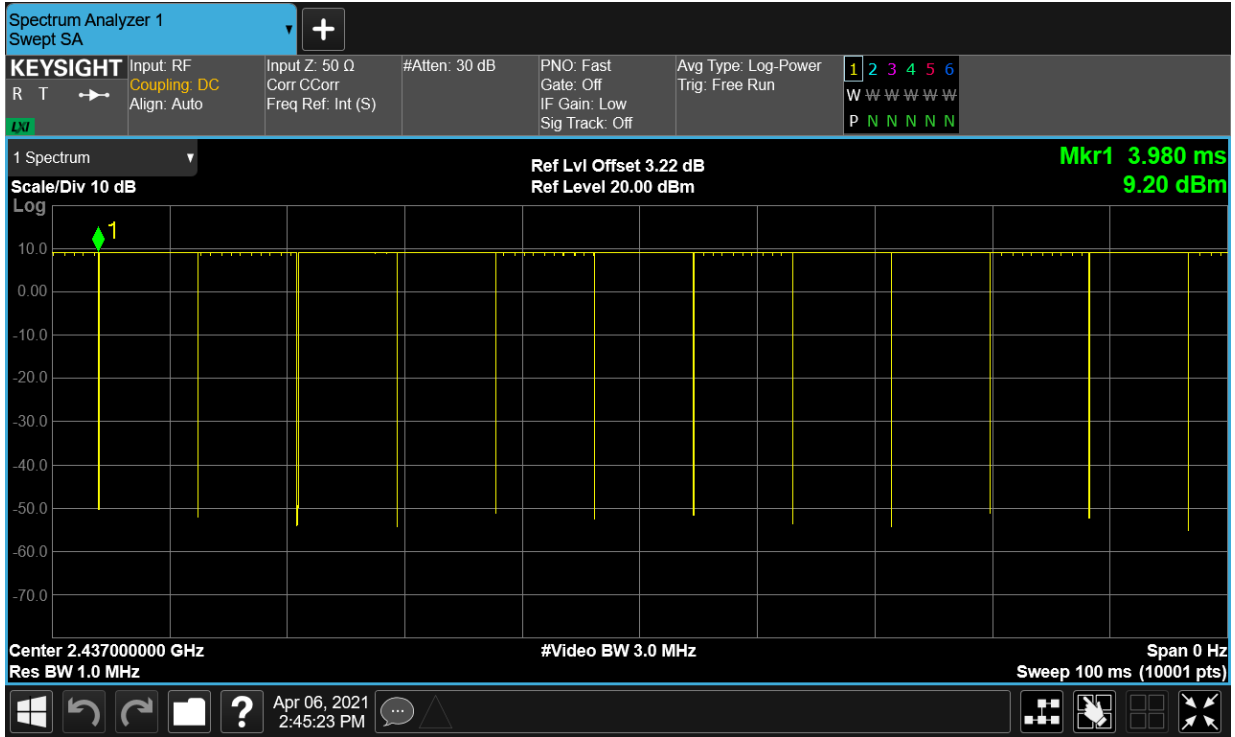 Spectrum Analyzer 1
Swept SA
KEYSIGHT Input: RF Input Z: 50 Ω #Atten: 30 dB PNO: Fast Avg Type: Log-Power 1 2 3 4 5 6
R T Coupling: DC Corr CCorr Gate: Off Trig: Free Run W W W W W W
Align: Auto Freq Ref: Int (S) IF Gain: Low
LXI Sig Track: Off P N N N N N
1 Spectrum Ref Lvl Offset 3.22 dB Mkr1 3.980 ms
Scale/Div 10 dB Ref Level 20.00 dBm 9.20 dBm
Log
1
10.0
0.00
-10.0
-20.0
-30.0
-40.0
-50.0
-60.0
-70.0
Center 2.437000000 GHz #Video BW 3.0 MHz Span 0 Hz
Res BW 1.0 MHz Sweep 100 ms (10001 pts)
? Apr 06, 2021
2:45:23 PM